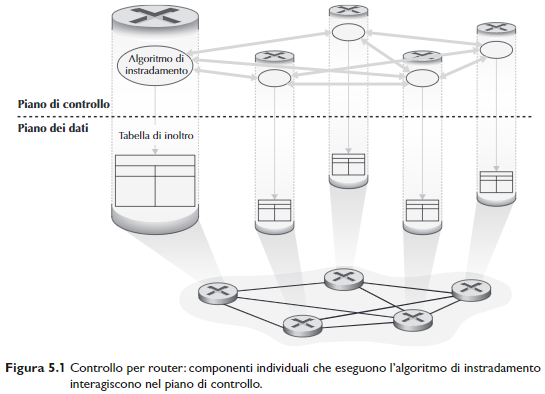 Algoritmo di
instradamento
Piano di controllo
Piano dei dati
Tabella di inoltro
Figura 5.1 Controllo per router: componenti individuali che eseguono l'algoritmo di instradamento
interagiscono nel piano di controllo.